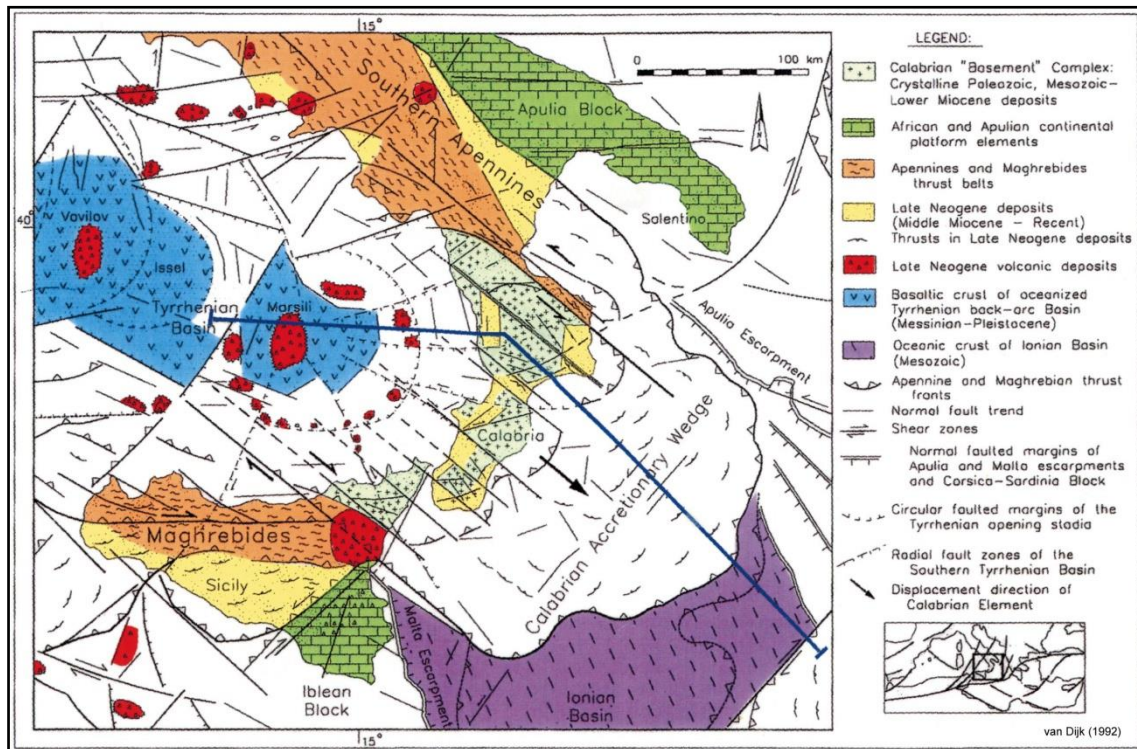 15°
100 km
0
N
Southern Apennines
Apulia Block
Salentino
40°
Vavilov
Issel
Tyrrhenian
Basin
Marsili
Apulia Escarpment
Calabria
Calabrian Accretionary Wedge
Maghrebides
Sicily
Malta Escarpment
Iblean
Block
Ionian
Basin
15°
LEGEND:
Calabrian "Basement" Complex:
Crystalline Paleozoic, Mesozoic-
Lower Miocene deposits
African and Apulian continental
platform elements
Apennines and Maghrebides
thrust belts
Late Neogene deposits
(Middle Miocene - Recent)
Thrusts in Late Neogene deposits
Late Neogene volcanic deposits
Basaltic crust of oceanized
Tyrrhenian back-arc Basin
(Messinian-Pleistocene)
Oceanic crust of Ionian Basin
(Mesozoic)
Apennine and Maghrebian thrust
fronts
Normal fault trend
Shear zones
Normal faulted margins of
Apulia and Malta escarpments
and Corsica-Sardinia Block
Circular faulted margins of the
Tyrrhenian opening stadia
Radial fault zones of the
Southern Tyrrhenian Basin
Displacement direction of
Calabrian Element
van Dijk (1992)